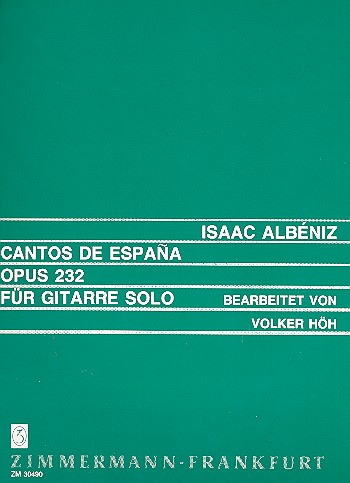 ISAAC ALBÉNIZ
CANTOS DE ESPAÑA
OPUS 232
FÜR GITARRE SOLO BEARBEITET VON
VOLKER HÖH
ZIMMERMANN-FRANKFURT
ZM 30490